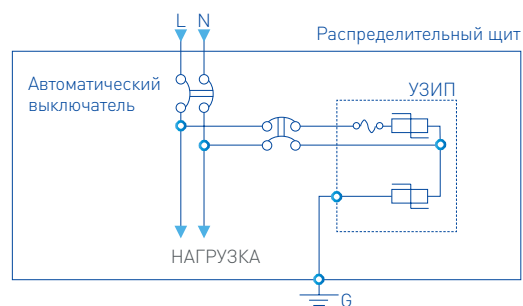 L N
Распределительный щит
Автоматический
выключатель
УЗИП
НАГРУЗКА
G